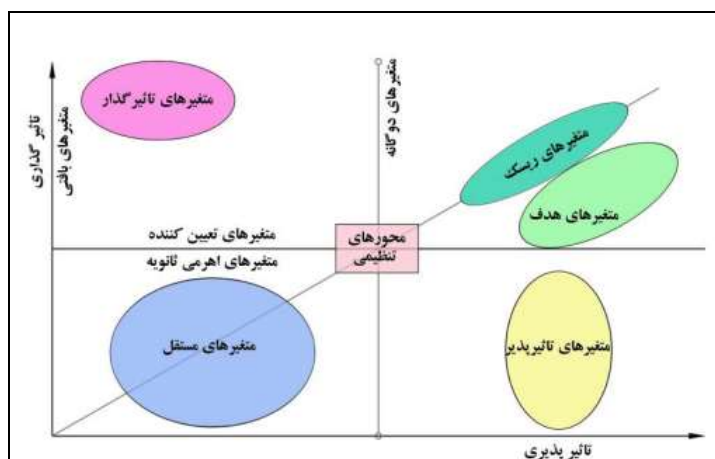 متغیرهای تاثیرگذار
تاثیر گذاری
متغیرهای بافتی
متغیرهای دوگانه
متغیرهای ریسک
متغیرهای هدف
متغیرهای تعیین کننده
محورهای
تنظیمی
متغیرهای اهرمی ثانویه
متغیرهای مستقل
متغیرهای تاثیرپذیر
تاثیر پذیری